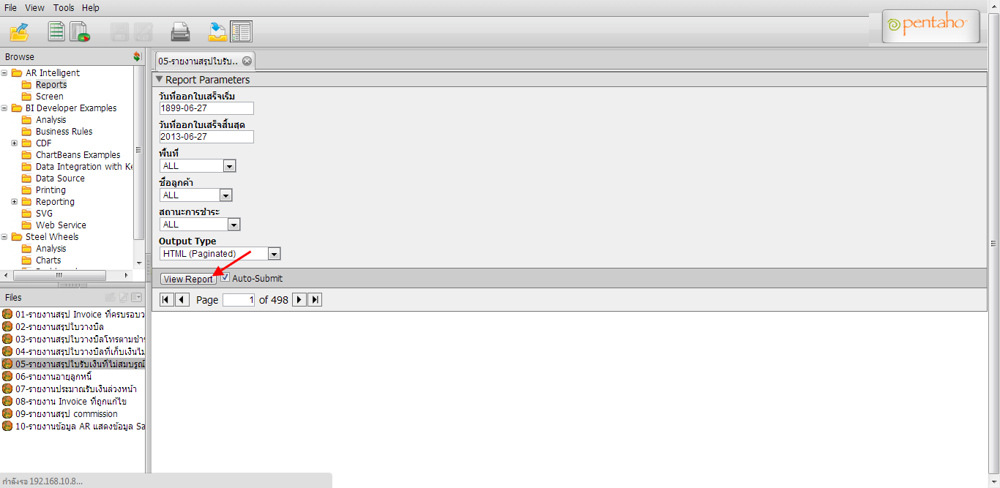 File View Tools Help
pentaho
Browse
05-รายงานสรุปใบรับ..
AR Intelligent
Reports
Screen
BI Developer Examples
Analysis
Business Rules
CDF
ChartBeans Examples
Data Integration with Ke
Data Source
Printing
Reporting
SVG
Web Service
Steel Wheels
Analysis
Charts
Report Parameters
วันที่ออกใบเสร็จเริ่ม
1899-06-27
วันที่ออกใบเสร็จสิ้นสุด
2013-06-27
พื้นที่
ALL
ชื่อลูกค้า
ALL
สถานะการชำระ
ALL
Output Type
HTML (Paginated)
View Report Auto-Submit
Page 1 of 498
Files
01-รายงานสรุป Invoice ที่ครบรอบว
02-รายงานสรุปใบวางบิล
03-รายงานสรุปใบวางบิลโทรตามชำร
04-รายงานสรุปใบวางบิลที่เก็บเงินไม
05-รายงานสรุปใบรับเงินที่ไม่สมบรูณ์
06-รายงานอายุลูกหนี้
07-รายงานประมาณรับเงินล่วงหน้า
08-รายงาน Invoice ที่ถูกแก้ไข
09-รายงานสรุป commission
10-รายงานข้อมูล AR แสดงข้อมูล Sa
กำลังรอ 192.168.10.8...